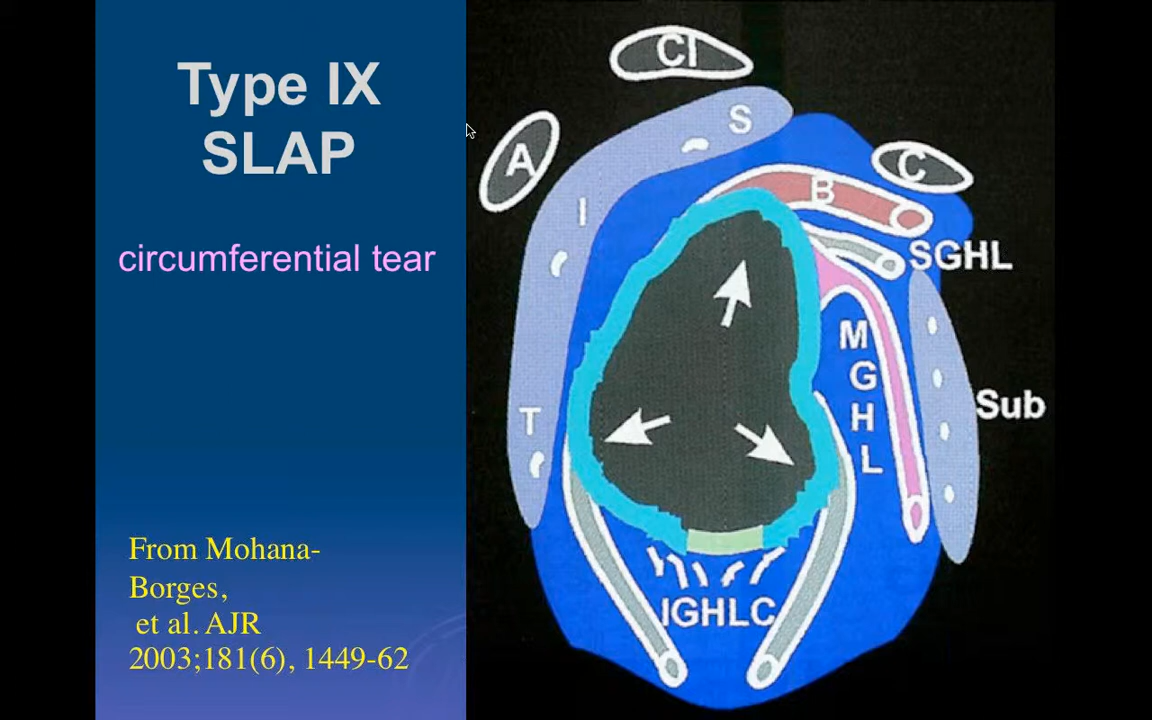 Type IX
SLAP
circumferential tear
From Mohana-
Borges,
et al. AJR
2003;181(6), 1449-62
Cl
S
A
C
B
I
SGHL
M
G
H
L
Sub
T
IGHLC